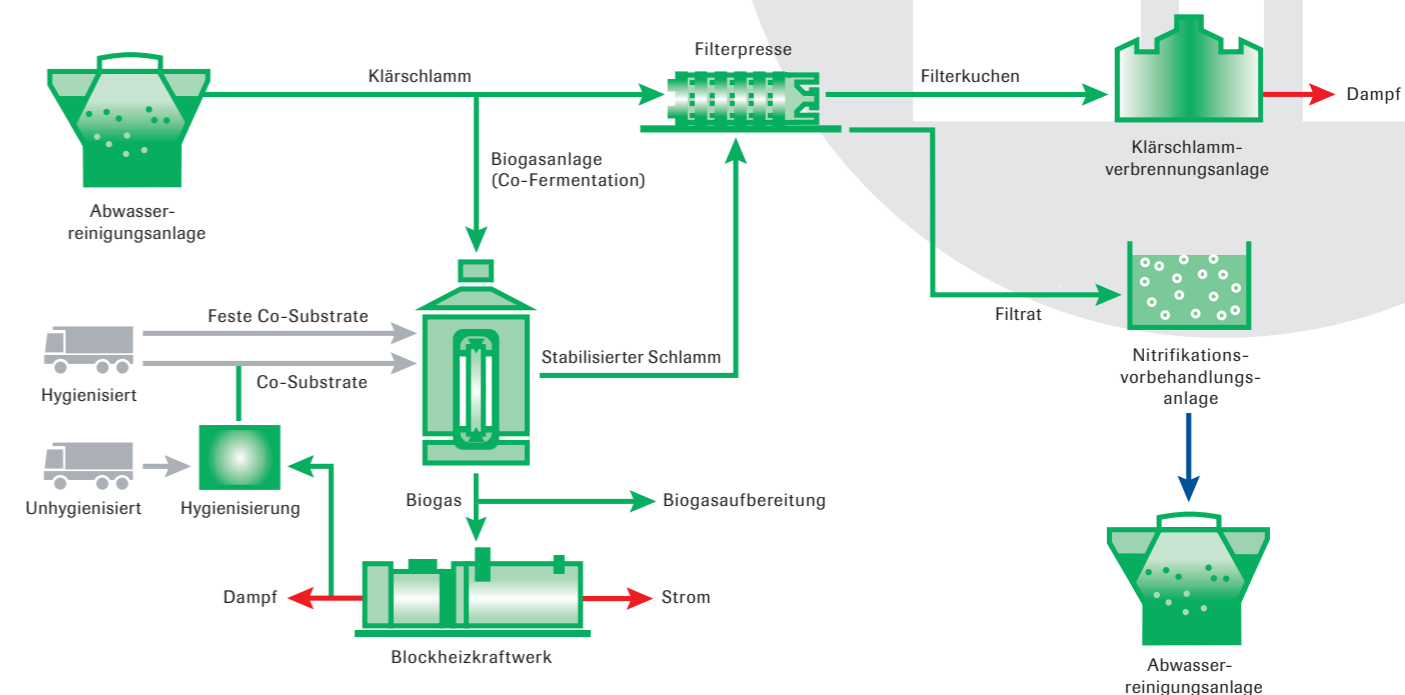 Filterpresse
Klärschlamm
Filterkuchen
Dampf
Klärschlamm-
verbrennungsanlage
Biogasanlage
(Co-Fermentation)
Abwasser-
reinigungsanlage
Feste Co-Substrate
Filtrat
Stabilisierter Schlamm
Nitrifikations-
vorbehandlungs-
anlage
Co-Substrate
Hygienisiert
Biogas
Biogasaufbereitung
Unhygienisiert
Hygienisierung
Dampf
Strom
Blockheizkraftwerk
Abwasser-
reinigungsanlage